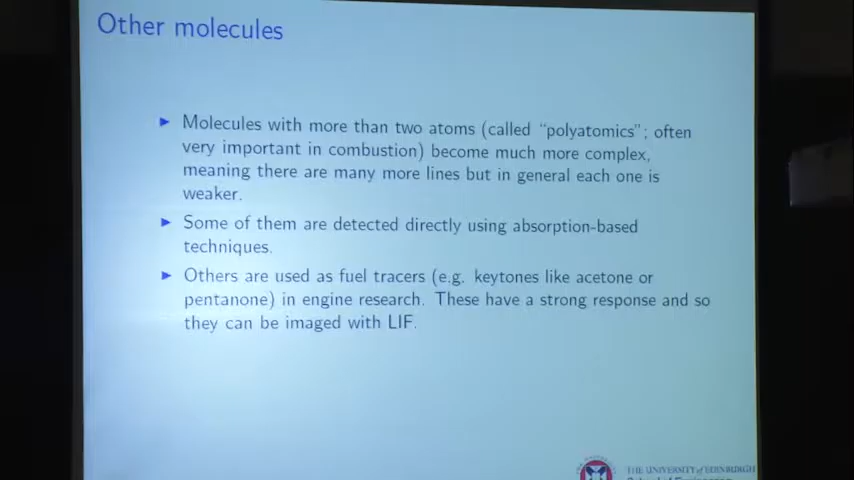 Other molecules
▶ Molecules with more than two atoms (called "polyatomics"; often
very important in combustion) become much more complex,
meaning there are many more lines but in general each one is
weaker.
▶ Some of them are detected directly using absorption-based
techniques.
▶ Others are used as fuel tracers (e.g. keytones like acetone or
pentanone) in engine research. These have a strong response and so
they can be imaged with LIF.
THE UNIVERSITY of EDINBURGH